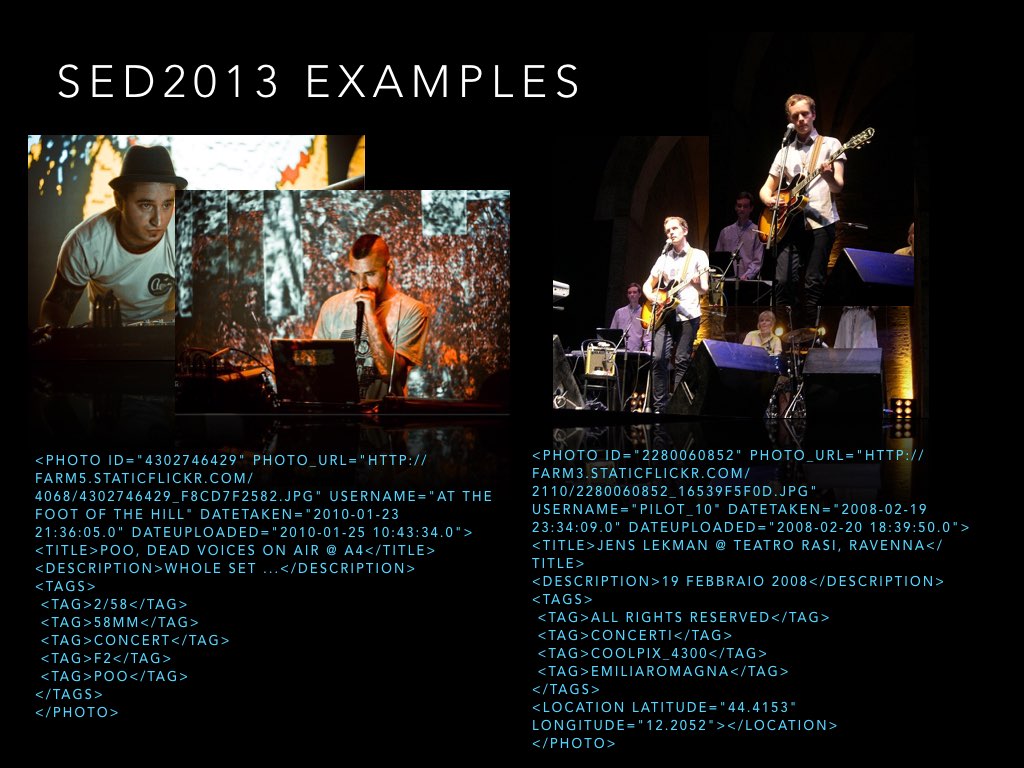 SED2013 EXAMPLES
<PHOTO ID="4302746429" PHOTO_URL="HTTP://
FARM5.STATICFLICKR.COM/
4068/4302746429_F8CD7F2582.JPG" USERNAME="AT THE
FOOT OF THE HILL" DATETAKEN="2010-01-23
21:36:05.0" DATEUPLOADED="2010-01-25 10:43:34.0">
<TITLE>POO, DEAD VOICES ON AIR @ A4</TITLE>
<DESCRIPTION>WHOLE SET ...</DESCRIPTION>
<TAGS>
<TAG>2/58</TAG>
<TAG>58MM</TAG>
<TAG>CONCERT</TAG>
<TAG>F2</TAG>
<TAG>POO</TAG>
</TAGS>
</PHOTO>
<PHOTO ID="2280060852" PHOTO_URL="HTTP://
FARM3.STATICFLICKR.COM/
2110/2280060852_16539F5F0D.JPG"
USERNAME="PILOT_10" DATETAKEN="2008-02-19
23:34:09.0" DATEUPLOADED="2008-02-20 18:39:50.0">
<TITLE>JENS LEKMAN @ TEATRO RASI, RAVENNA</
TITLE>
<DESCRIPTION>19 FEBBRAIO 2008</DESCRIPTION>
<TAGS>
<TAG>ALL RIGHTS RESERVED</TAG>
<TAG>CONCERTI</TAG>
<TAG>COOLPIX_4300</TAG>
<TAG>EMILIAROMAGNA</TAG>
</TAGS>
<LOCATION LATITUDE="44.4153"
LONGITUDE="12.2052"></LOCATION>
</PHOTO>